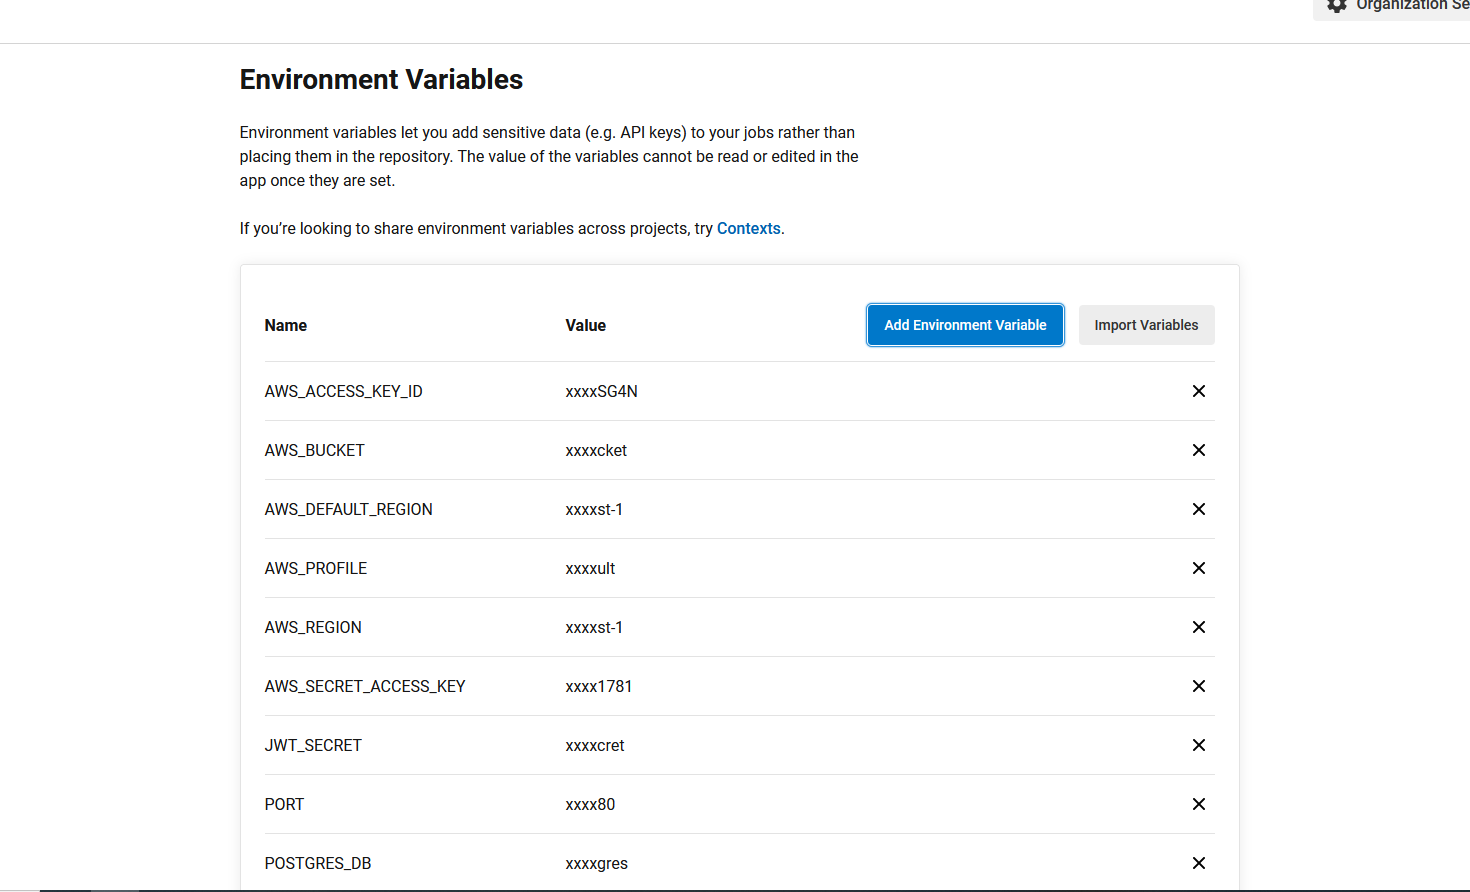 Organization Se
Environment Variables
Environment variables let you add sensitive data (e.g. API keys) to your jobs rather than
placing them in the repository. The value of the variables cannot be read or edited in the
app once they are set.
If you’re looking to share environment variables across projects, try Contexts.
Name Value Add Environment Variable Import Variables
AWS_ACCESS_KEY_ID xxxxSG4N
AWS_BUCKET xxxxcket
AWS_DEFAULT_REGION xxxxst-1
AWS_PROFILE xxxxult
AWS_REGION xxxxst-1
AWS_SECRET_ACCESS_KEY xxxx1781
JWT_SECRET xxxxcret
PORT xxxx80
POSTGRES_DB xxxxgres